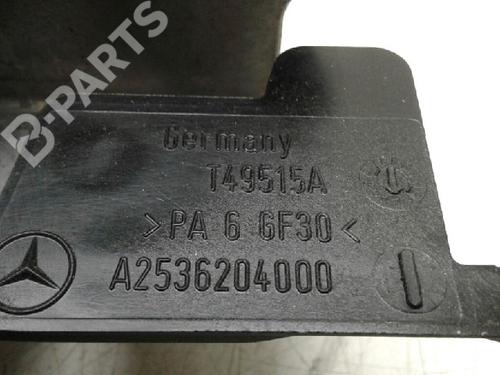 B-PARTS
Germany
T49515A
>PA 6 GF30<
A2536204000